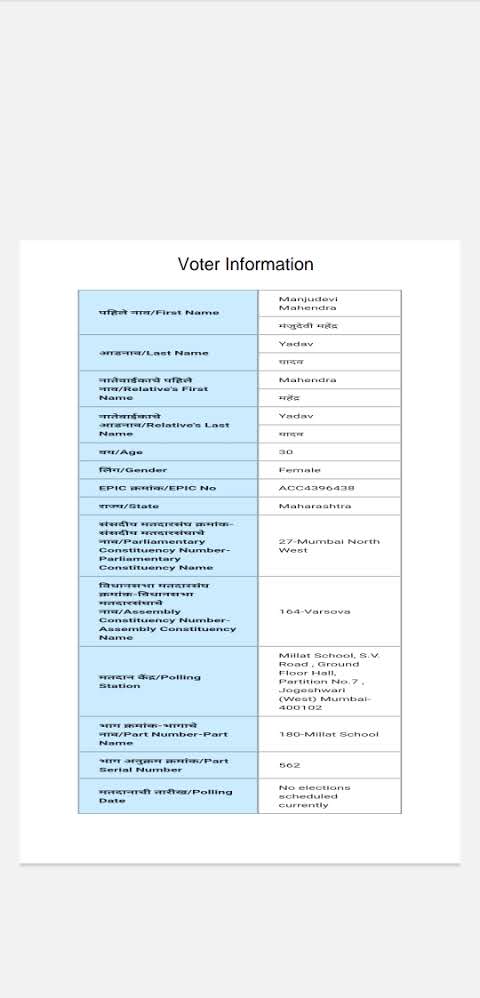 Voter Information
पहिले नाव/First Name
Manjudevi
Mahendra
मंजुदेवी महेंद्र
आडनाव/Last Name
Yadav
यादव
नातेवाईकाचे पहिले
नाव/Relative's First
Name
Mahendra
महेंद्र
नातेवाईकाचे
आडनाव/Relative's Last
Name
Yadav
यादव
वय/Age
30
लिंग/Gender
Female
EPIC क्रमांक/EPIC No
ACC4396438
राज्य/State
Maharashtra
संसदीय मतदारसंघ क्रमांक-
संसदीय मतदारसंघाचे
नाव/Parliamentary
Constituency Number-
Parliamentary
Constituency Name
27-Mumbai North
West
विधानसभा मतदारसंघ
क्रमांक-विधानसभा
मतदारसंघाचे
नाव/Assembly
Constituency Number-
Assembly Constituency
Name
164-Varsova
मतदान केंद्र/Polling
Station
Millat School, S.V.
Road , Ground
Floor Hall,
Partition No.7 ,
Jogeshwari
(West) Mumbai-
400102
भाग क्रमांक-भागाचे
नाव/Part Number-Part
Name
180-Millat School
भाग अनुक्रम क्रमांक/Part
Serial Number
562
मतदानाची तारीख/Polling
Date
No elections
scheduled
currently